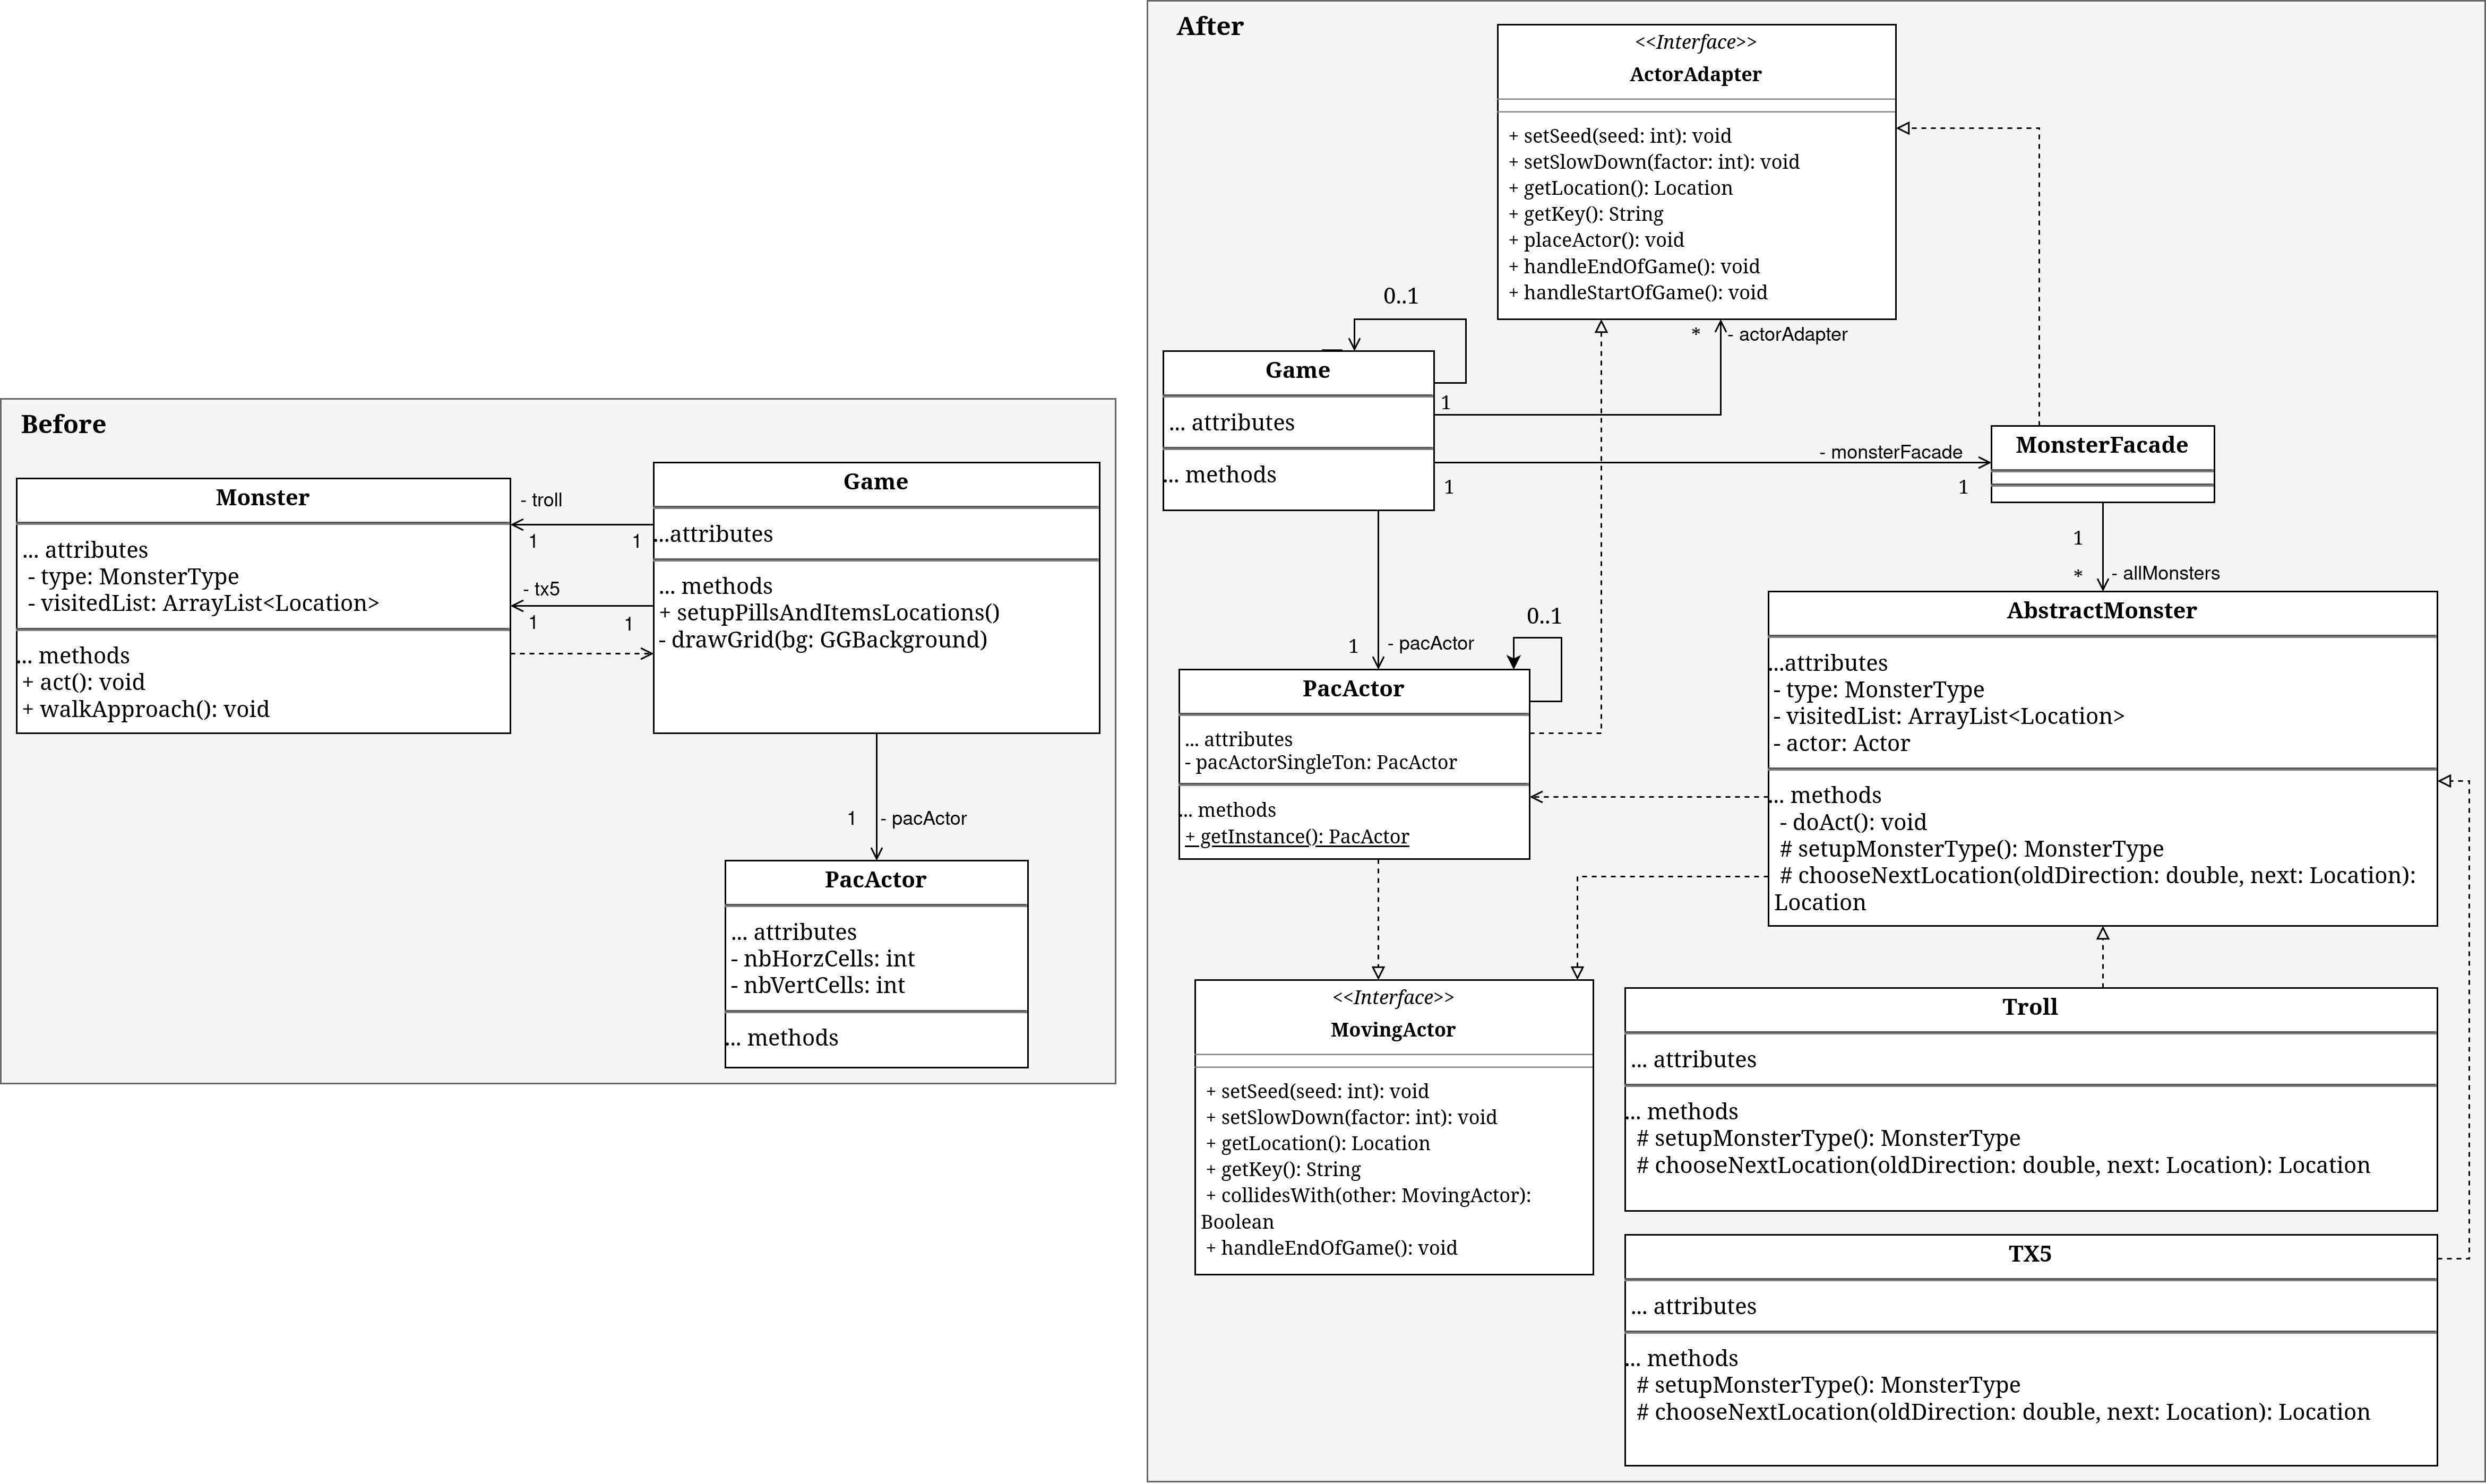 Before
Monster
... attributes
- type: MonsterType
- visitedList: ArrayList<Location>
... methods
+ act(): void
+ walkApproach(): void
- troll
1
1
- tx5
1
1
Game
...attributes
... methods
+ setupPillsAndItemsLocations()
- drawGrid(bg: GGBackground)
1
- pacActor
PacActor
... attributes
- nbHorzCells: int
- nbVertCells: int
... methods
After
<<Interface>>
ActorAdapter
+ setSeed(seed: int): void
+ setSlowDown(factor: int): void
+ getLocation(): Location
+ getKey(): String
+ placeActor(): void
+ handleEndOfGame(): void
+ handleStartOfGame(): void
0..1
*
- actorAdapter
Game
... attributes
... methods
1
1
- monsterFacade
1
MonsterFacade
1
*
- allMonsters
1
- pacActor
0..1
PacActor
... attributes
- pacActorSingleTon: PacActor
... methods
+ getInstance(): PacActor
AbstractMonster
...attributes
- type: MonsterType
- visitedList: ArrayList<Location>
- actor: Actor
... methods
- doAct(): void
# setupMonsterType(): MonsterType
# chooseNextLocation(oldDirection: double, next: Location):
Location
<<Interface>>
MovingActor
+ setSeed(seed: int): void
+ setSlowDown(factor: int): void
+ getLocation(): Location
+ getKey(): String
+ collidesWith(other: MovingActor):
Boolean
+ handleEndOfGame(): void
Troll
... attributes
... methods
# setupMonsterType(): MonsterType
# chooseNextLocation(oldDirection: double, next: Location): Location
TX5
... attributes
... methods
# setupMonsterType(): MonsterType
# chooseNextLocation(oldDirection: double, next: Location): Location